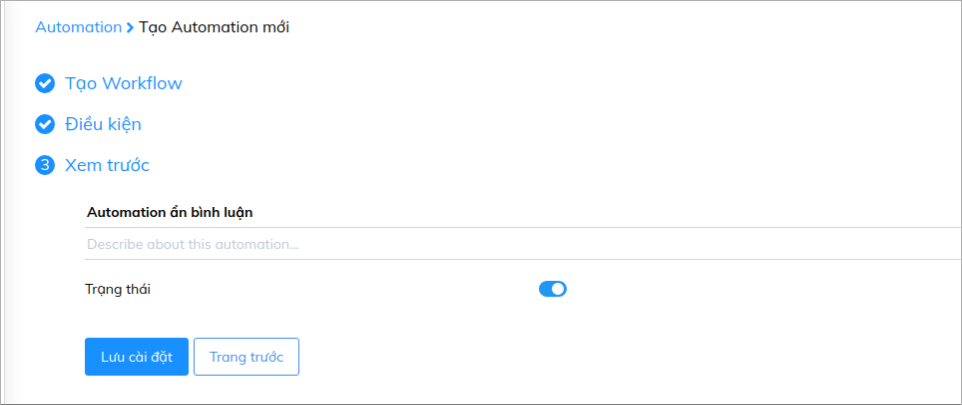 Automation > Tạo Automation mới
Tạo Workflow
Điều kiện
3 Xem trước
Automation ẩn bình luận
Describe about this automation...
Trạng thái
Lưu cài đặt Trang trước